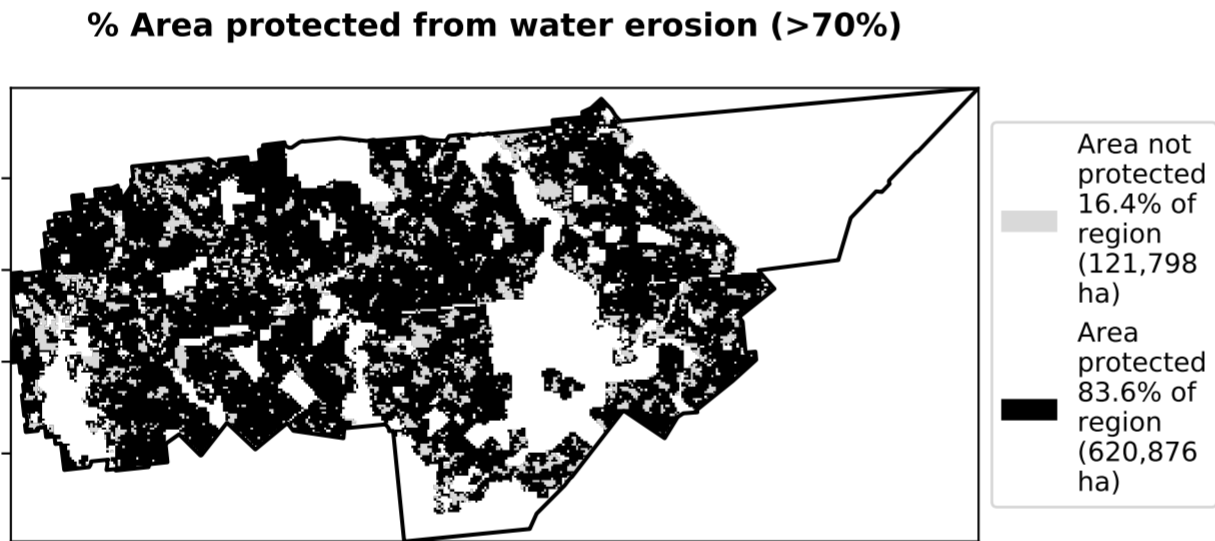 % Area protected from water erosion (>70%)
Area not
protected
16.4% of
region
(121,798
ha)
Area
protected
83.6% of
region
(620,876
ha)